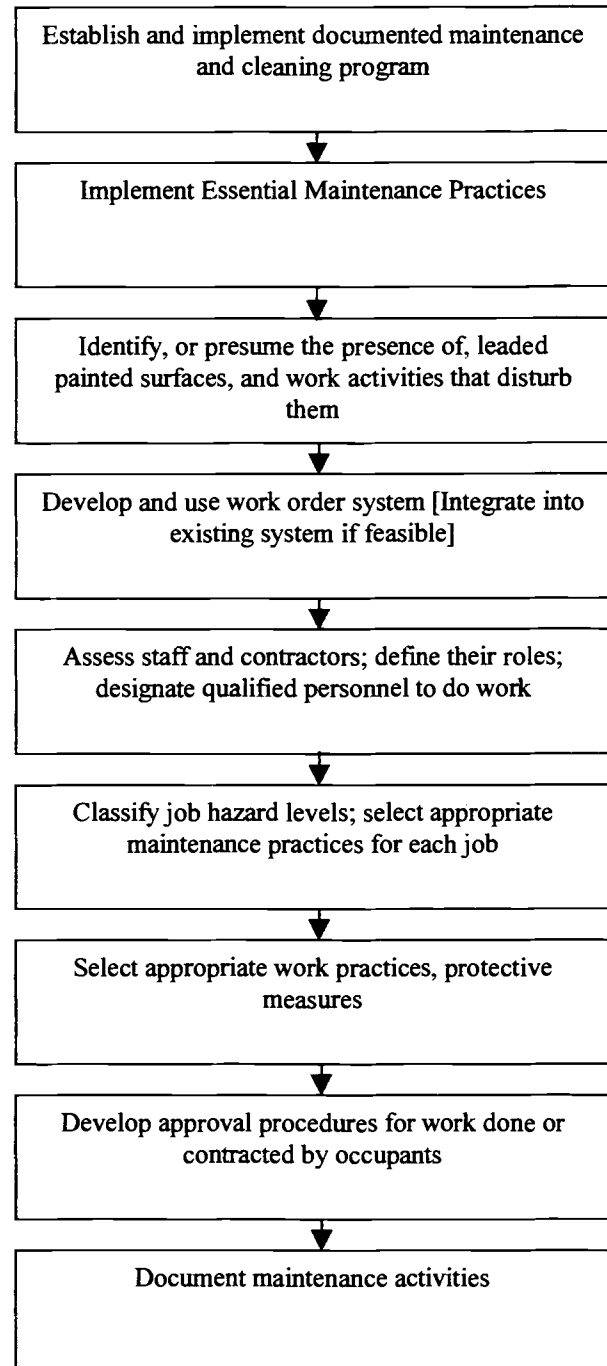 Establish and implement documented maintenance
and cleaning program
Implement Essential Maintenance Practices
Identify, or presume the presence of, leaded
painted surfaces, and work activities that disturb
them
Develop and use work order system [Integrate into
existing system if feasible]
Assess staff and contractors; define their roles;
designate qualified personnel to do work
Classify job hazard levels; select appropriate
maintenance practices for each job
Select appropriate work practices, protective
measures
Develop approval procedures for work done or
contracted by occupants
Document maintenance activities